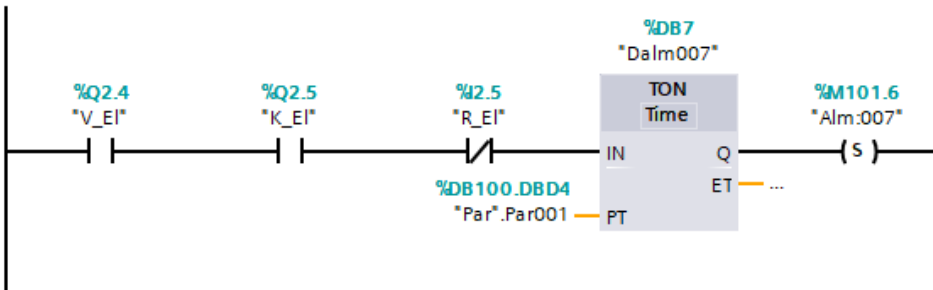 %DB7
"Dalm007"
%Q2.4
"V_El"
%Q2.5
"K_El"
%I2.5
"R_El"
TON
Time
%M101.6
"Alm:007"
S
IN
Q
%DB100.DBD4
ET
...
"Par".Par001
PT